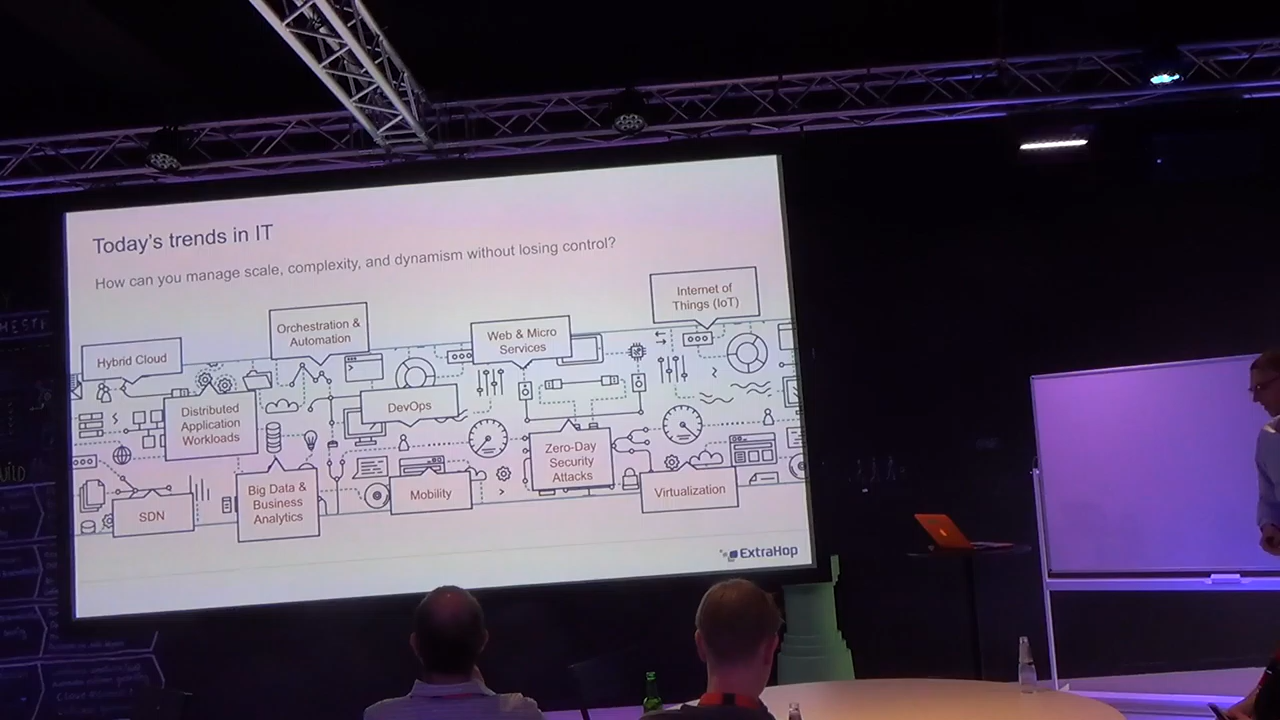 Today's trends in IT
How can you manage scale, complexity, and dynamism without losing control?
Internet of
Things (IoT)
Orchestration &
Automation
Web & Micro
Services
Hybrid Cloud
DevOps
Distributed
Application
Workloads
Zero-Day
Security
Attacks
Big Data &
Business
Analytics
Mobility
Virtualization
SDN
ExtraHop